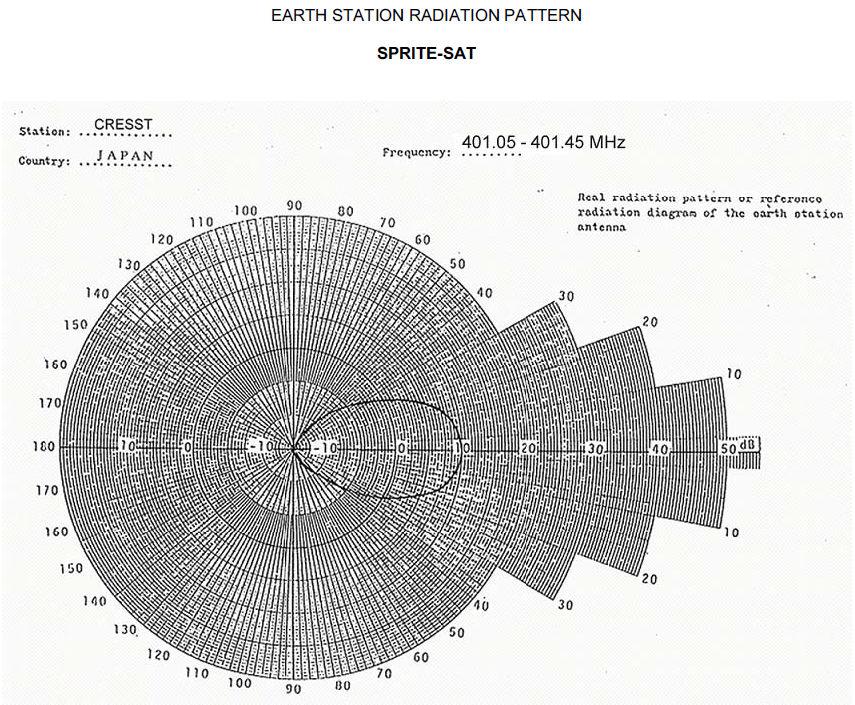 EARTH STATION RADIATION PATTERN
SPRITE-SAT
Station: CRESST
Country: JAPAN
Frequency: 401.05 - 401.45 MHz
Real radiation pattern or reference
radiation diagram of the earth station
antenna
90
100 80
110 70
120 60
130 50
140 40
30
150 20
160
170 10
180 10 0 -10 -10 0 10 20 30 40 50 dB
170
160 10
150
20
140 40 30
130 50
120 60
110 70
100 80
90